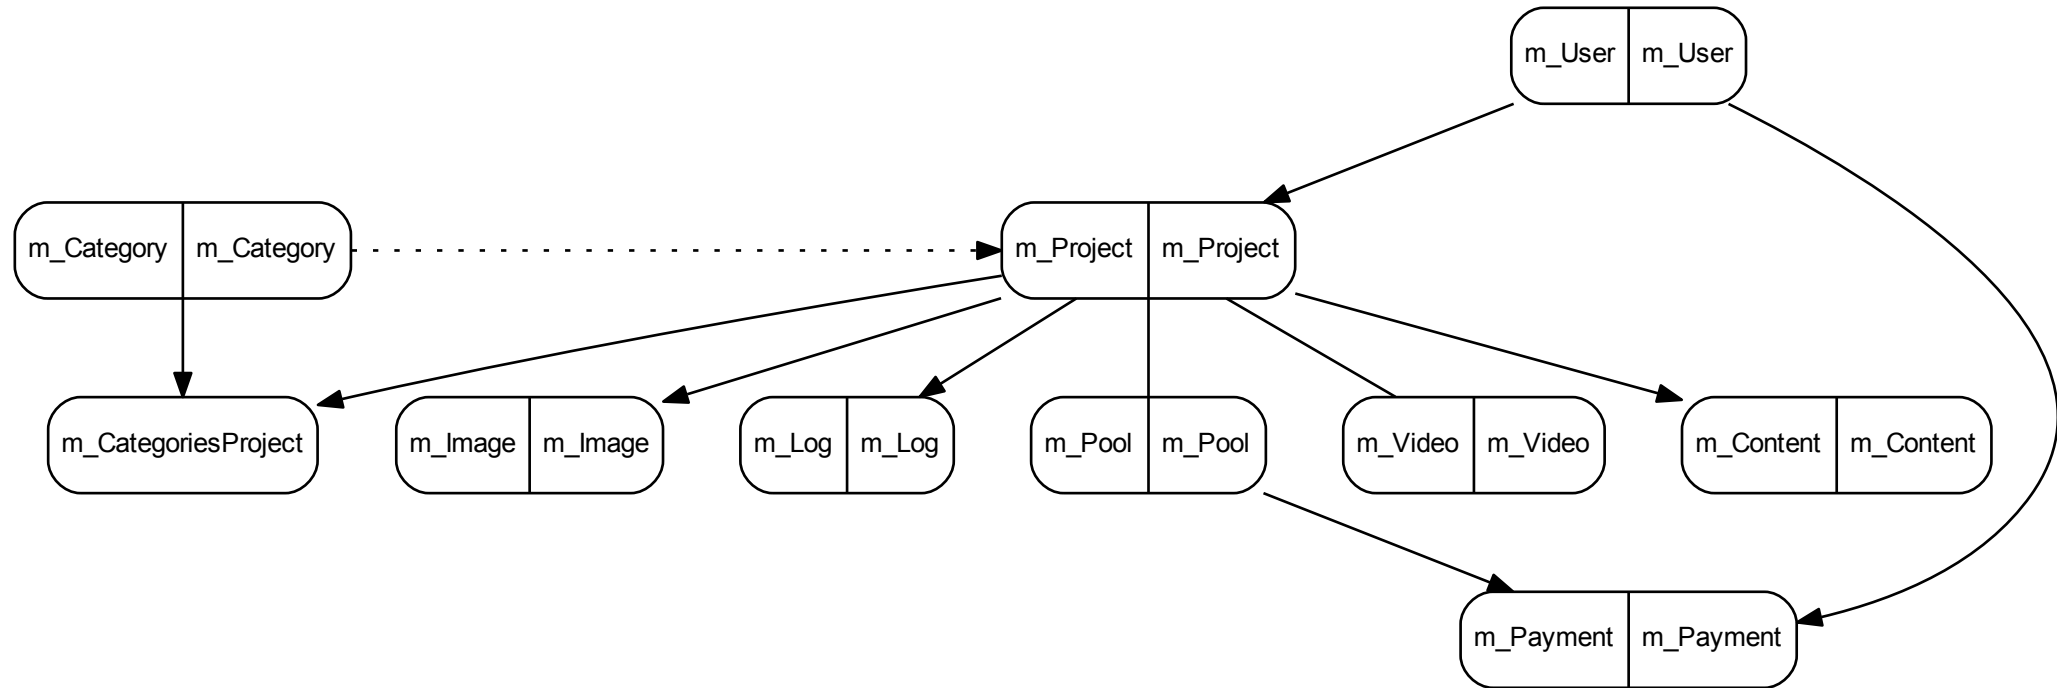 m_User m_User
m_Category m_Category
m_Project m_Project
m_CategoriesProject
m_Image m_Image
m_Log m_Log
m_Pool m_Pool
m_Video m_Video
m_Content m_Content
m_Payment m_Payment